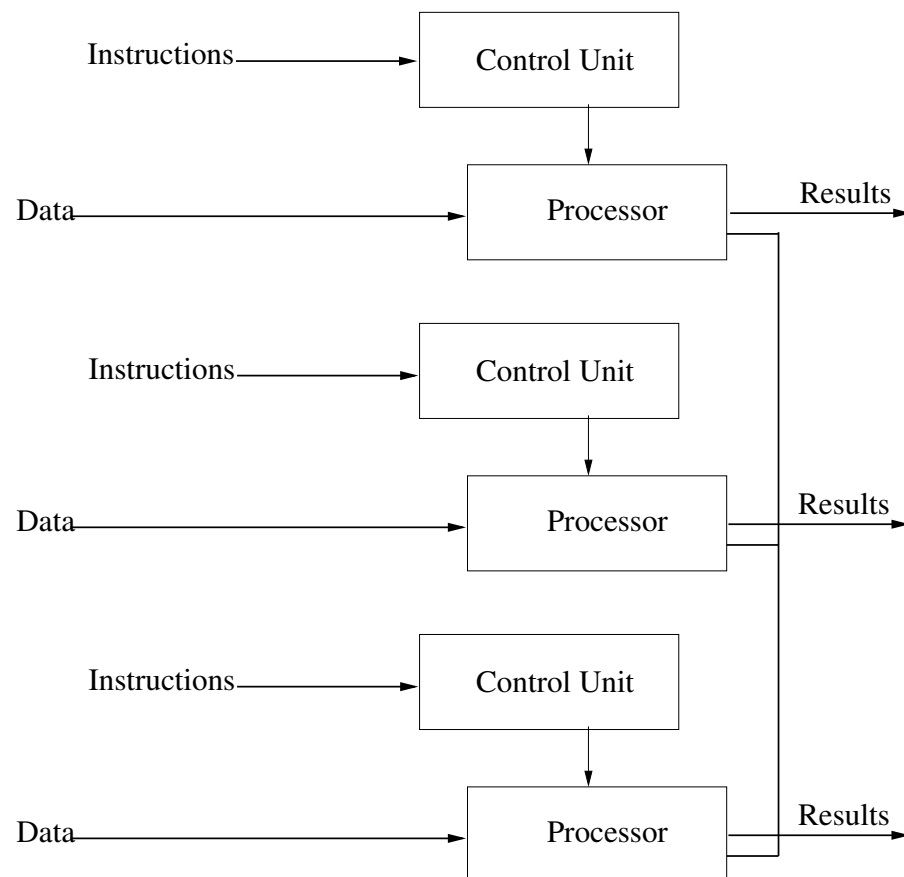 Instructions
Control Unit
Data
Processor
Results
Instructions
Control Unit
Data
Processor
Results
Instructions
Control Unit
Data
Processor
Results